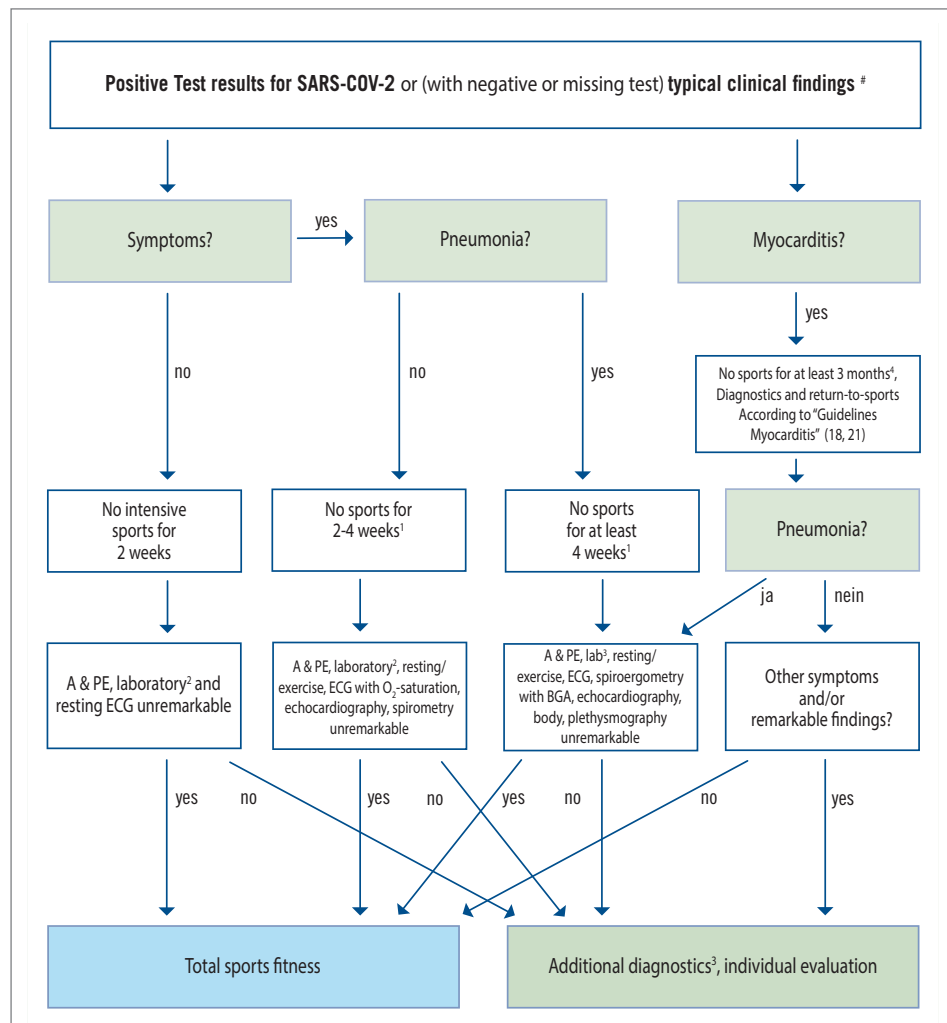 Positive Test results for SARS-COV-2 or (with negative or missing test) typical clinical findings #
Symptoms?
yes
Pneumonia?
Myocarditis?
yes
no
no
yes
No sports for at least 3 months⁴,
Diagnostics and return-to-sports
According to “Guidelines
Myocarditis” (18, 21)
No intensive
sports for
2 weeks
No sports for
2-4 weeks¹
No sports
for at least
4 weeks¹
Pneumonia?
ja
nein
A & PE, laboratory² and
resting ECG unremarkable
A & PE, laboratory², resting/
exercise, ECG with O₂-saturation,
echocardiography, spirometry
unremarkable
A & PE, lab³, resting/
exercise, ECG, spiroergometry
with BGA, echocardiography,
body, plethysmography
unremarkable
Other symptoms
and/or
remarkable findings?
yes
no
yes
no
yes
no
no
yes
Total sports fitness
Additional diagnostics³, individual evaluation